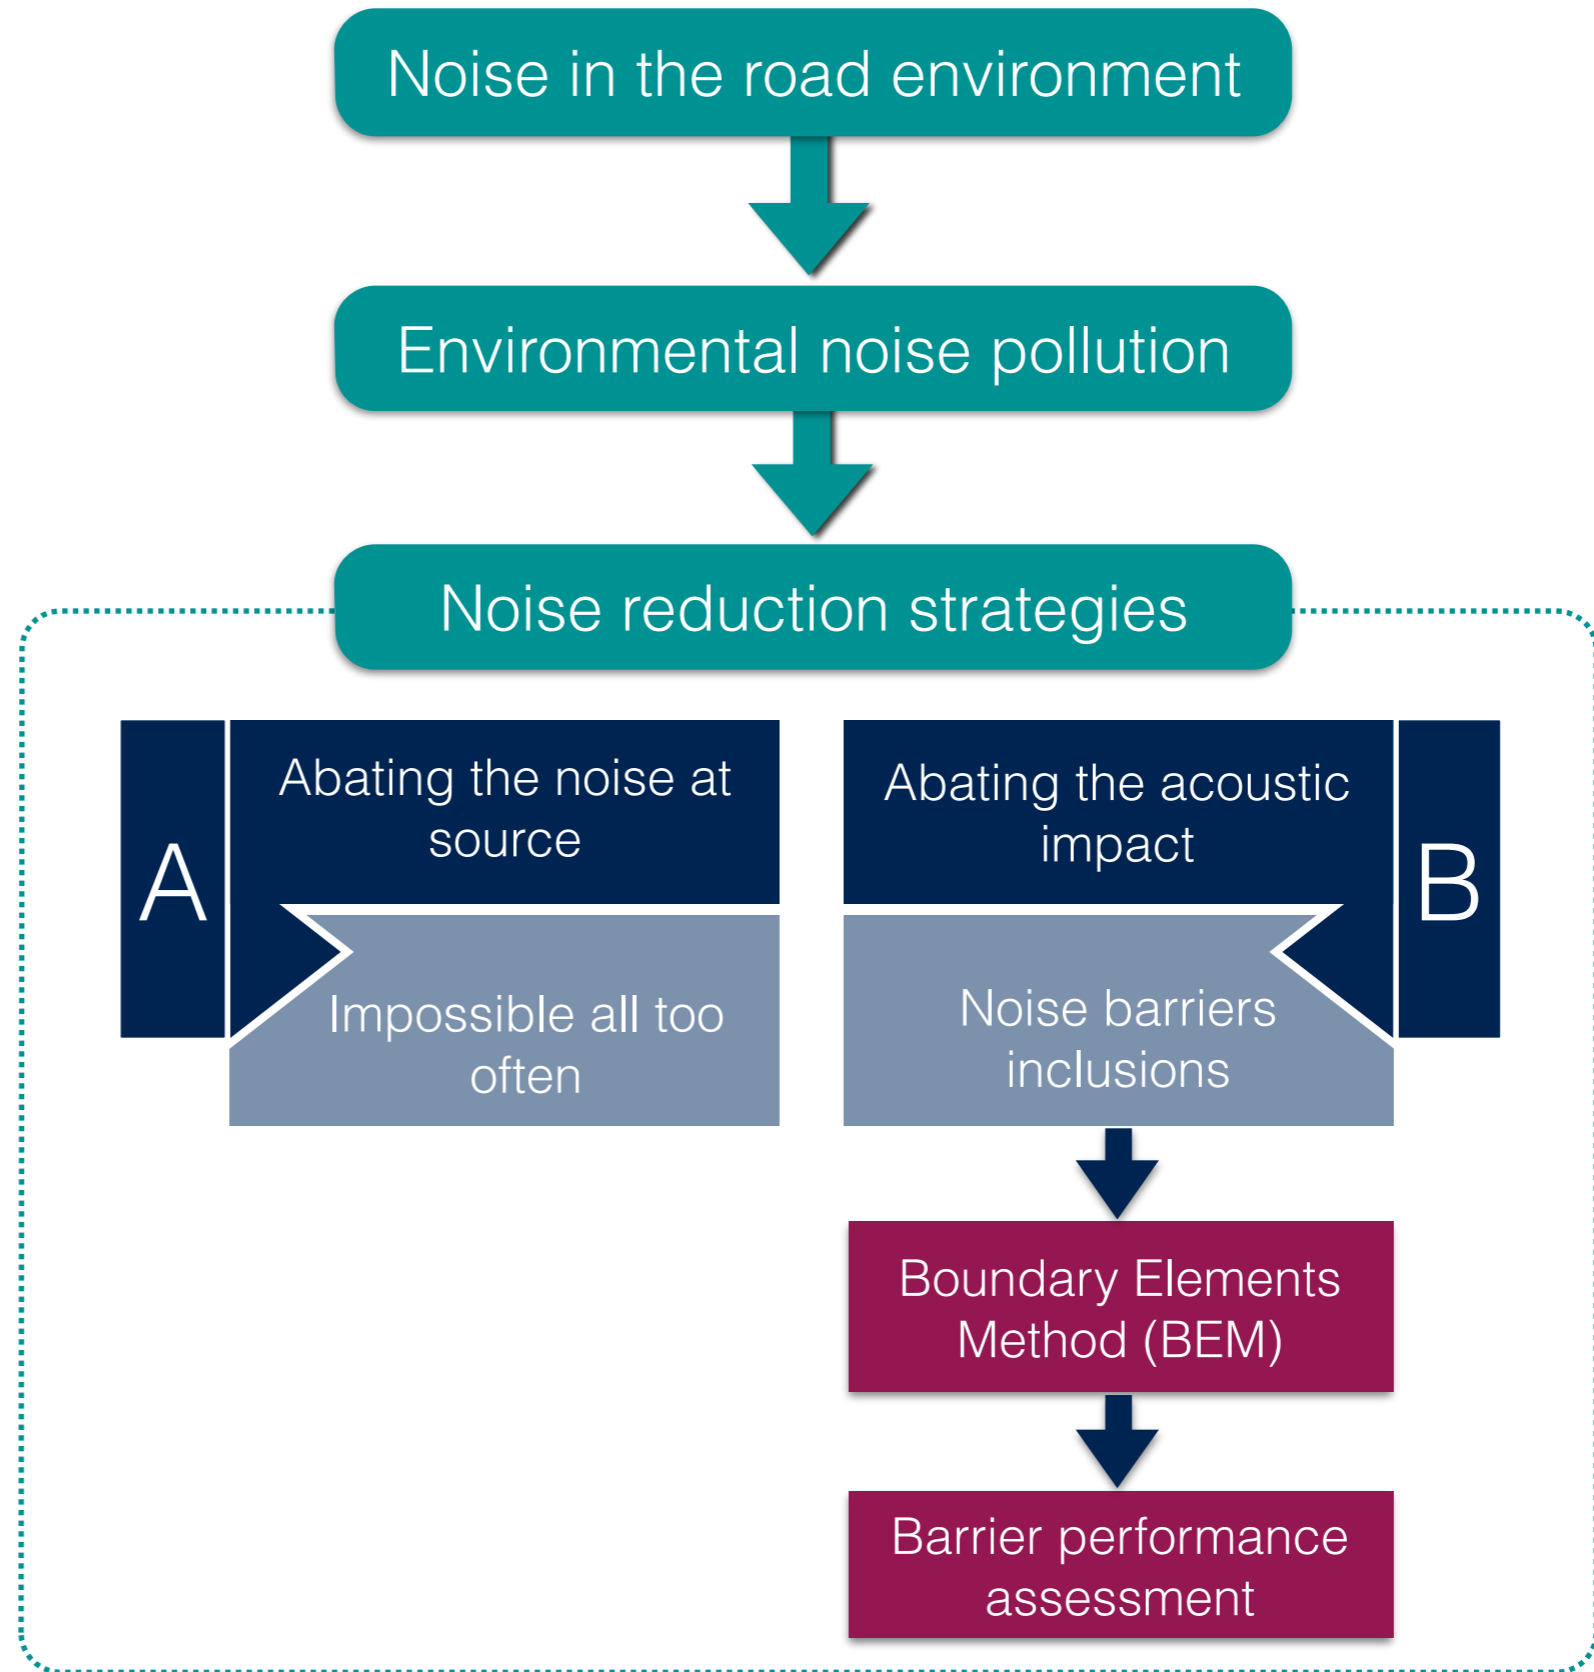 Noise in the road environment
Environmental noise pollution
Noise reduction strategies
A
Abating the noise at
source
Impossible all too
often
Abating the acoustic
impact
B
Noise barriers
inclusions
Boundary Elements
Method (BEM)
Barrier performance
assessment